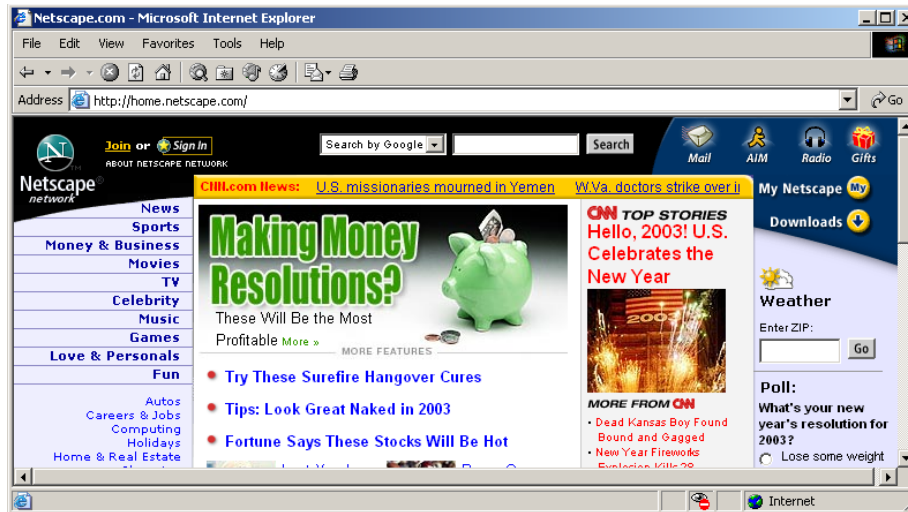 Netscape.com - Microsoft Internet Explorer
File Edit View Favorites Tools Help
Address http://home.netscape.com/ Go
Join or Sign In
ABOUT NETSCAPE NETWORK
Search by Google Search
Mail AIM Radio Gifts
Netscape®
network
CNN.com News: U.S. missionaries mourned in Yemen W.Va. doctors strike over
My Netscape My
Downloads
News
Sports
Money & Business
Movies
TV
Celebrity
Music
Games
Love & Personals
Fun
Autos
Careers & Jobs
Computing
Holidays
Home & Real Estate
Making Money
Resolutions?
These Will Be the Most
Profitable More »
MORE FEATURES
• Try These Surefire Hangover Cures
• Tips: Look Great Naked in 2003
• Fortune Says These Stocks Will Be Hot
CNN TOP STORIES
Hello, 2003! U.S.
Celebrates the
New Year
2003
MORE FROM CNN
• Dead Kansas Boy Found
Bound and Gagged
• New Year Fireworks
Explosion Kills 28
Weather
Enter ZIP:
Go
Poll:
What's your new
year's resolution for
2003?
Lose some weight
Internet